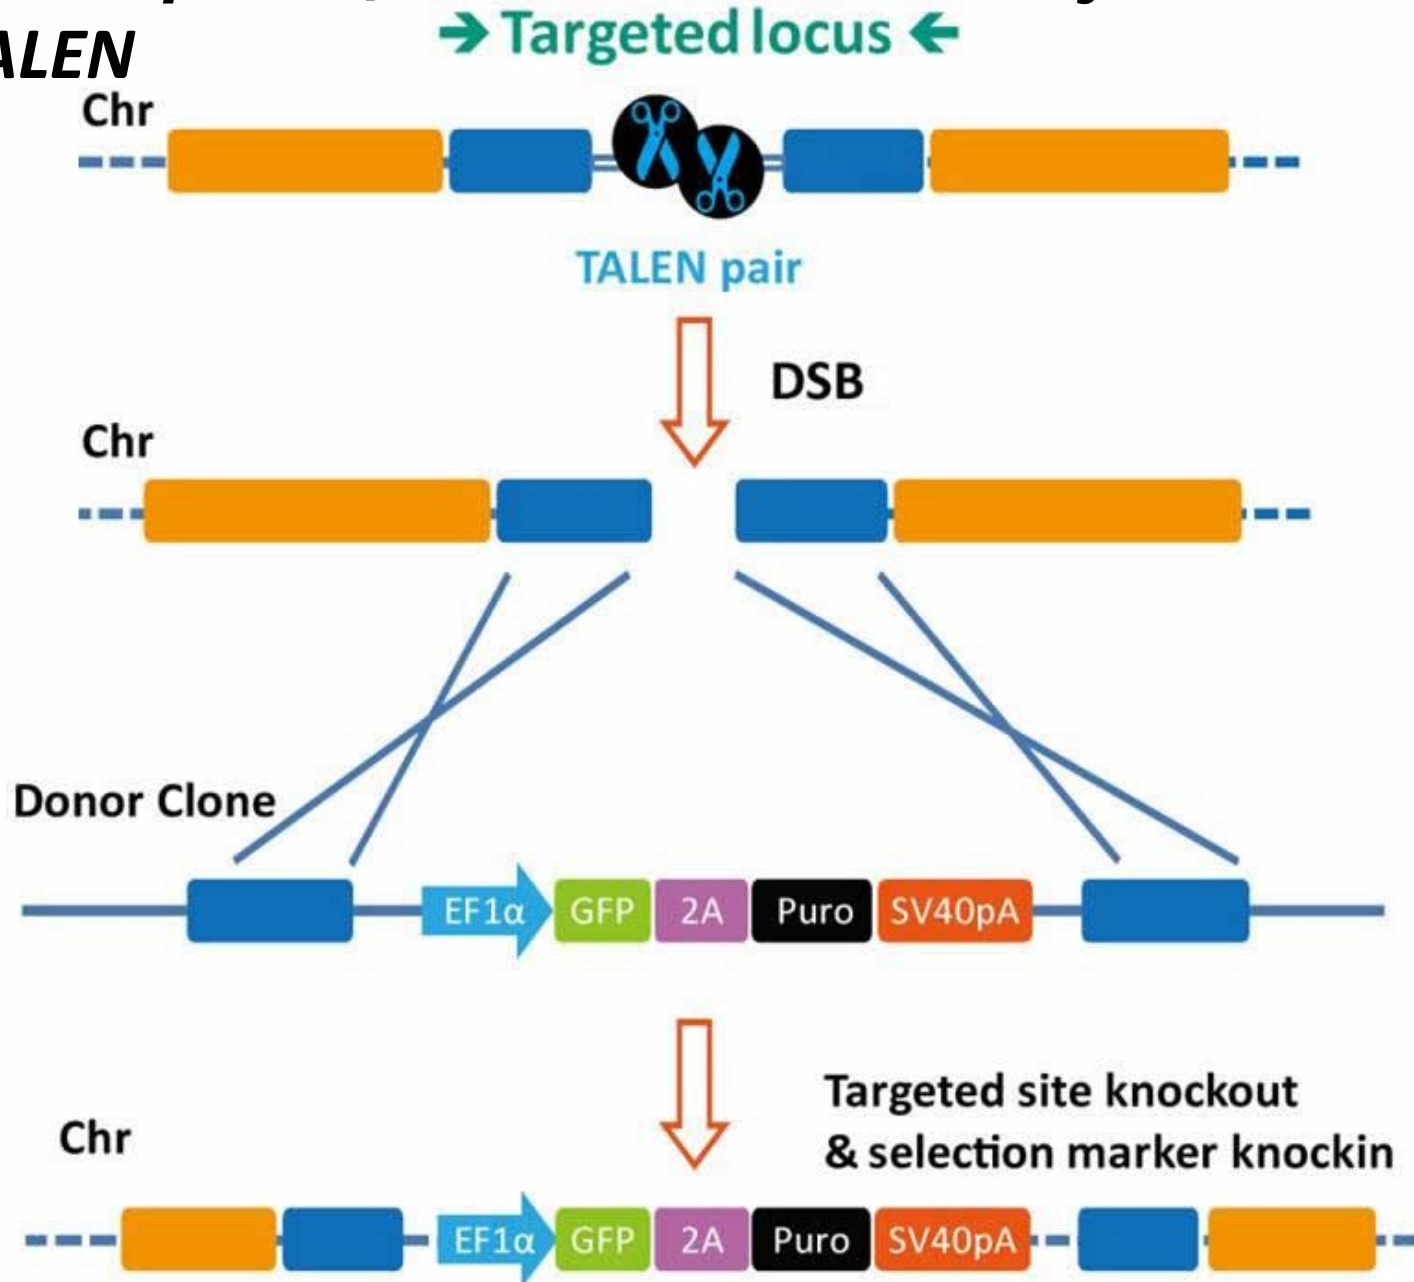 TALEN
→ Targeted locus ←
Chr
TALEN pair
DSB
Chr
Donor Clone
EF1α GFP 2A Puro SV40pA
Targeted site knockout
& selection marker knockin
Chr
EF1α GFP 2A Puro SV40pA